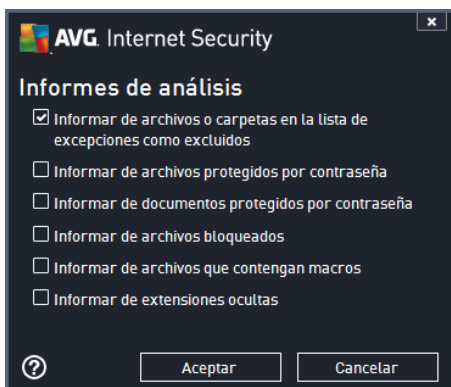 AVG. Internet Security
x
Informes de análisis
Informar de archivos o carpetas en la lista de
excepciones como excluidos
Informar de archivos protegidos por contraseña
Informar de documentos protegidos por contraseña
Informar de archivos bloqueados
Informar de archivos que contengan macros
Informar de extensiones ocultas
?
Aceptar
Cancelar